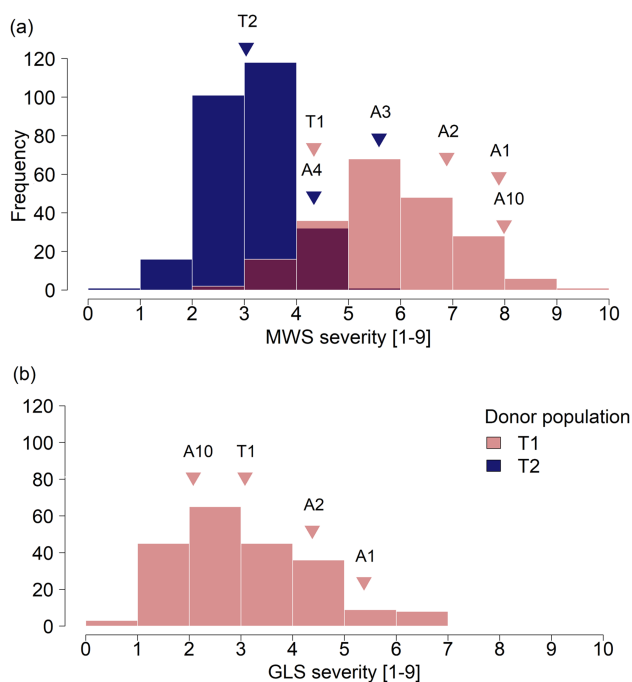 (a)
T2
120
100
80
60
40
20
0
Frequency
T1
A4
A3
A2
A1
A10
0 1 2 3 4 5 6 7 8 9 10
MWS severity [1-9]
(b)
120
100
80
60
40
20
0
A10 T1
A2
A1
Donor population
T1
T2
0 1 2 3 4 5 6 7 8 9 10
GLS severity [1-9]